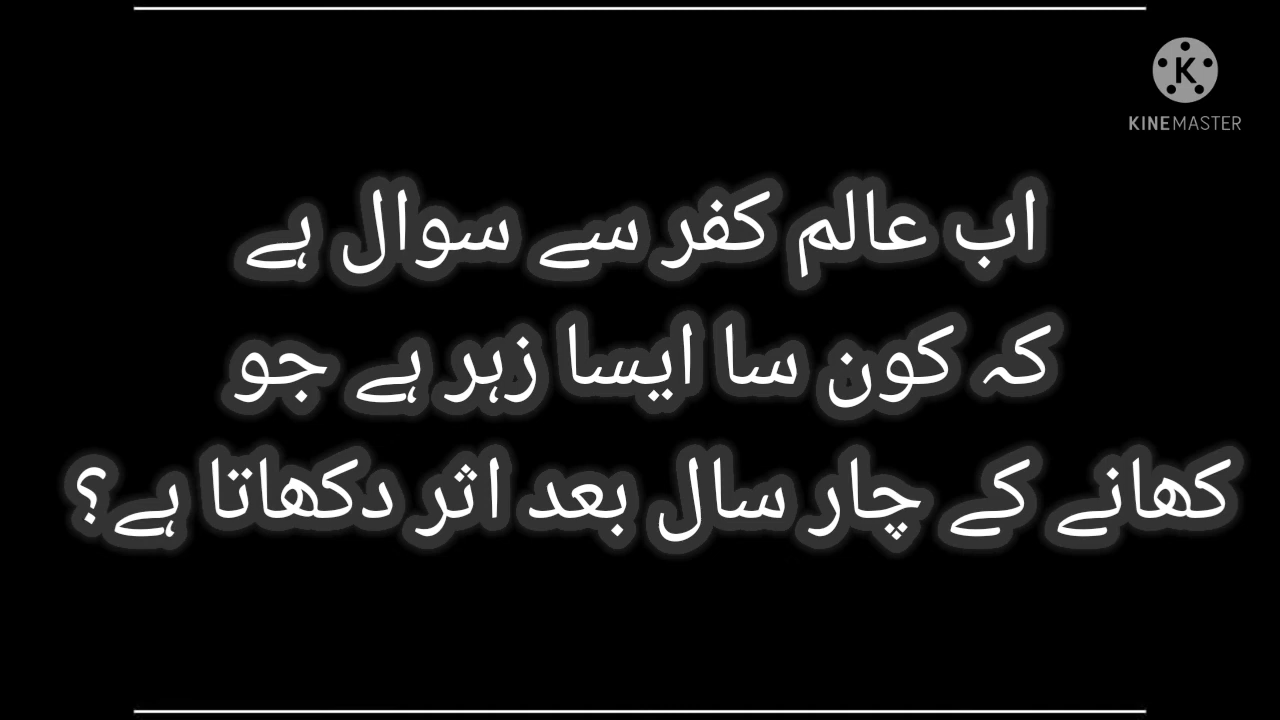 K
KINEMASTER
اب عالم کفر سے سوال ہے
کہ کون سا ایسا زہر ہے جو
کھانے کے چار سال بعد اثر دکھاتا ہے؟